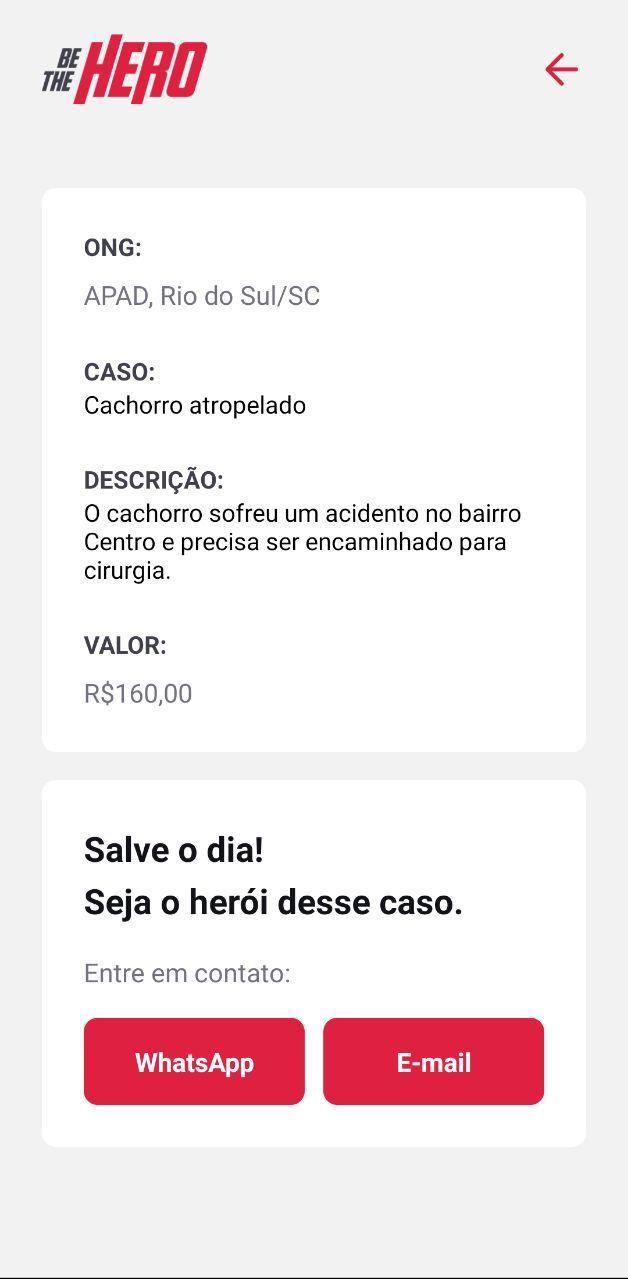 BE
THE HERO
ONG:
APAD, Rio do Sul/SC
CASO:
Cachorro atropelado
DESCRIÇÃO:
O cachorro sofreu um acidento no bairro
Centro e precisa ser encaminhado para
cirurgia.
VALOR:
R$160,00
Salve o dia!
Seja o herói desse caso.
Entre em contato:
WhatsApp E-mail